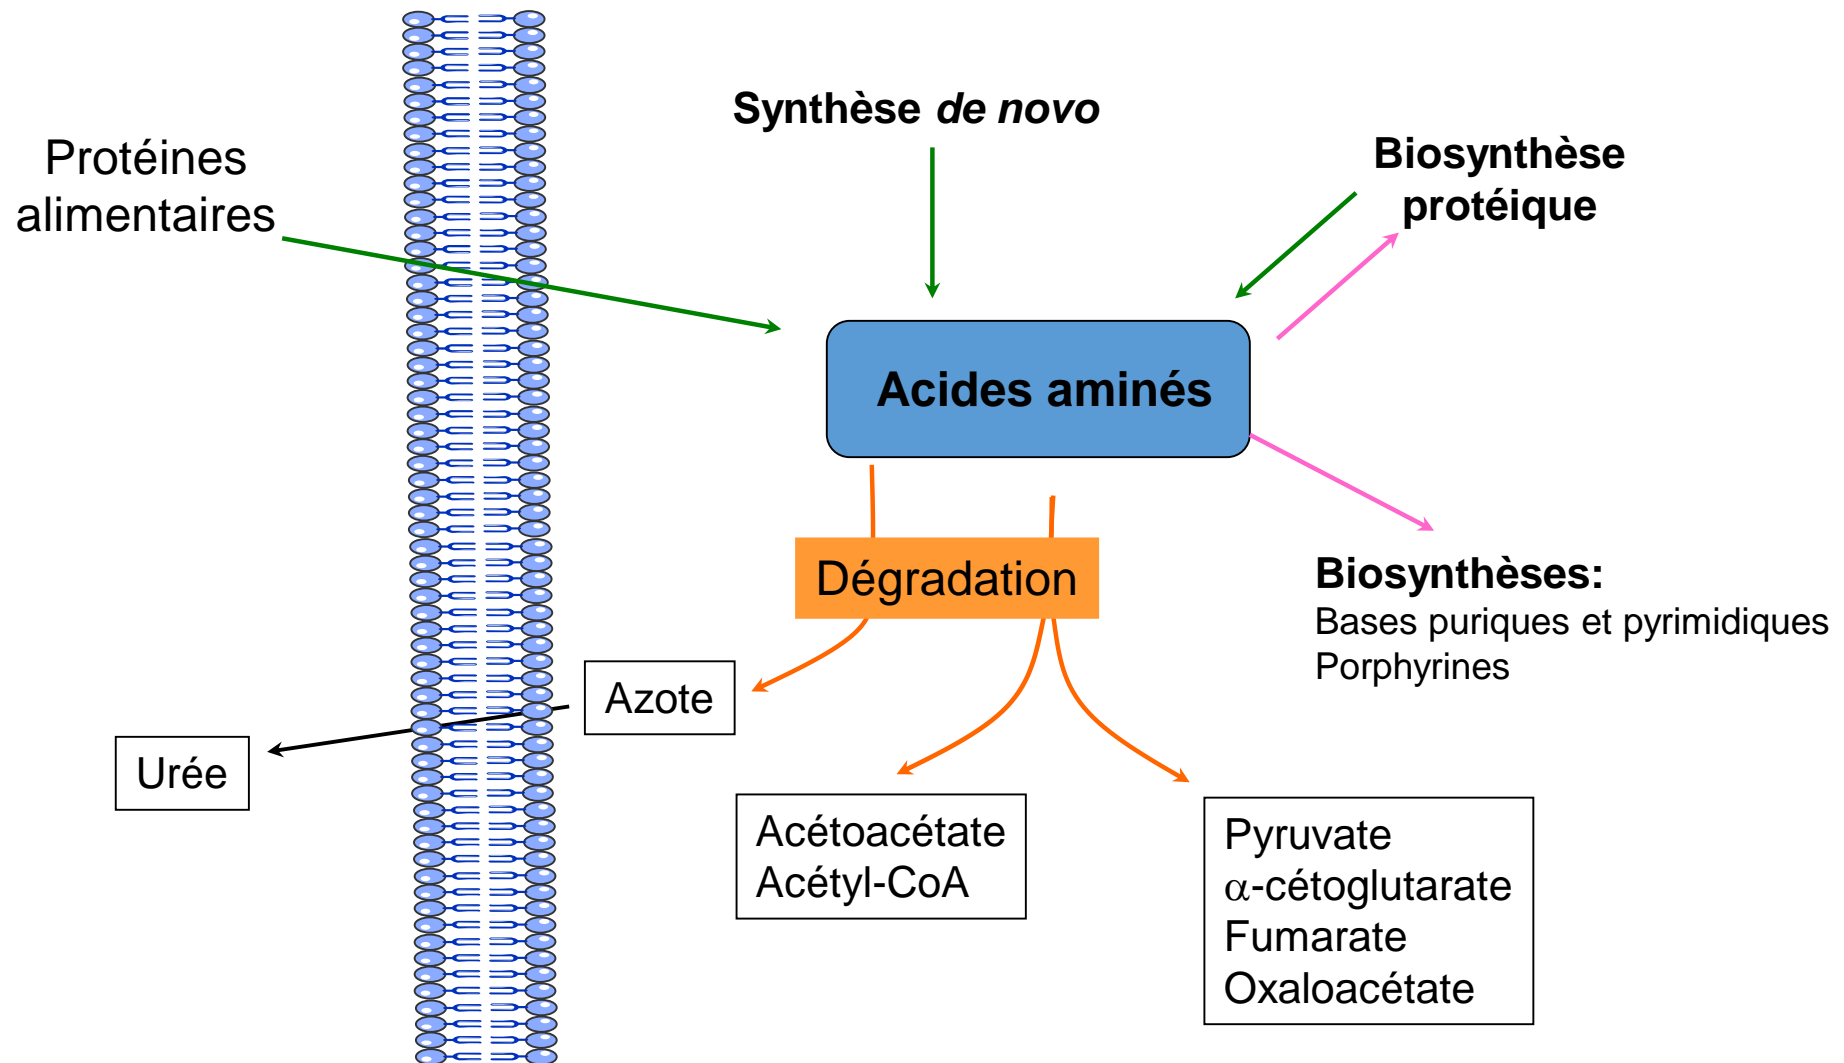 Synthèse de novo
Protéines
alimentaires
Biosynthèse
protéique
Acides aminés
Dégradation
Biosynthèses:
Bases puriques et pyrimidiques
Porphyrines
Azote
Urée
Acétoacétate
Acétyl-CoA
Pyruvate
α-cétoglutarate
Fumarate
Oxaloacétate